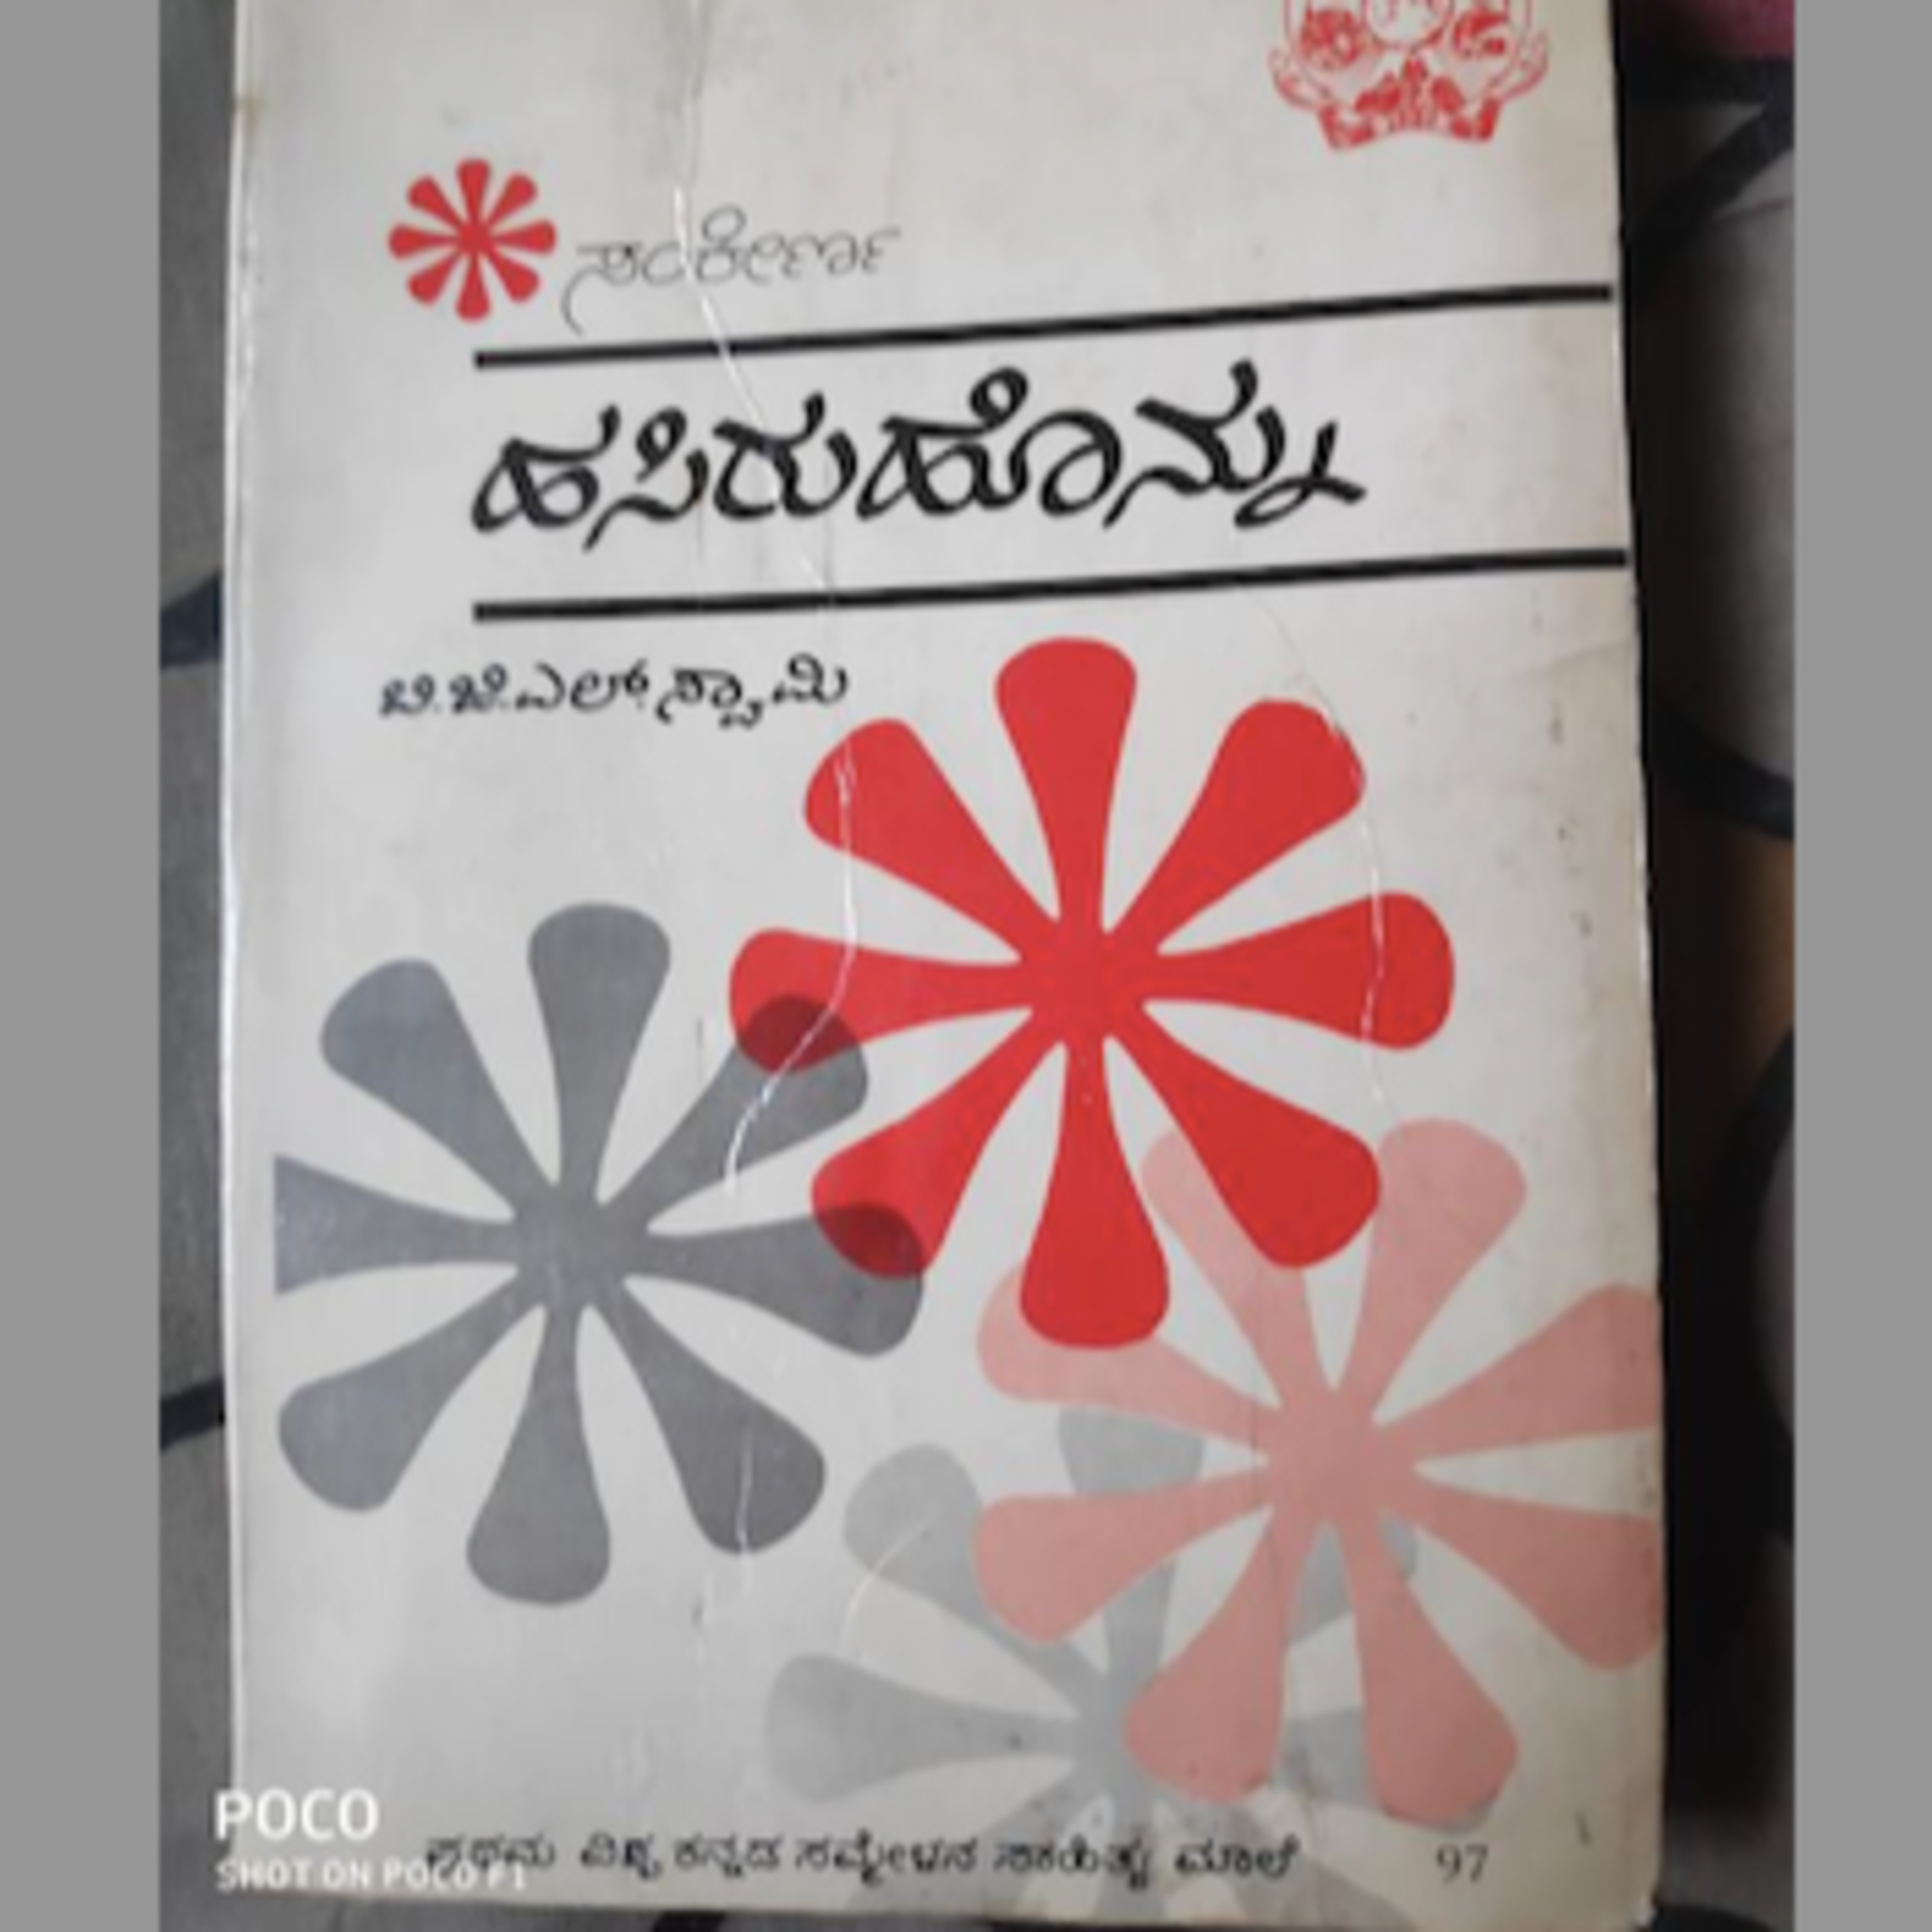 ಸಂಕೀರ್ಣ
ಹಸಿರುಹೊನ್ನು
ಬಿ.ಜಿ.ಎಲ್.ಸ್ವಾಮಿ
ಪ್ರಥಮ ವಿಶ್ವ ಕನ್ನಡ ಸಮ್ಮೇಳನ ಸಾಹಿತ್ಯ ಮಾಲೆ 97
POCO
SHOT ON POCO F1